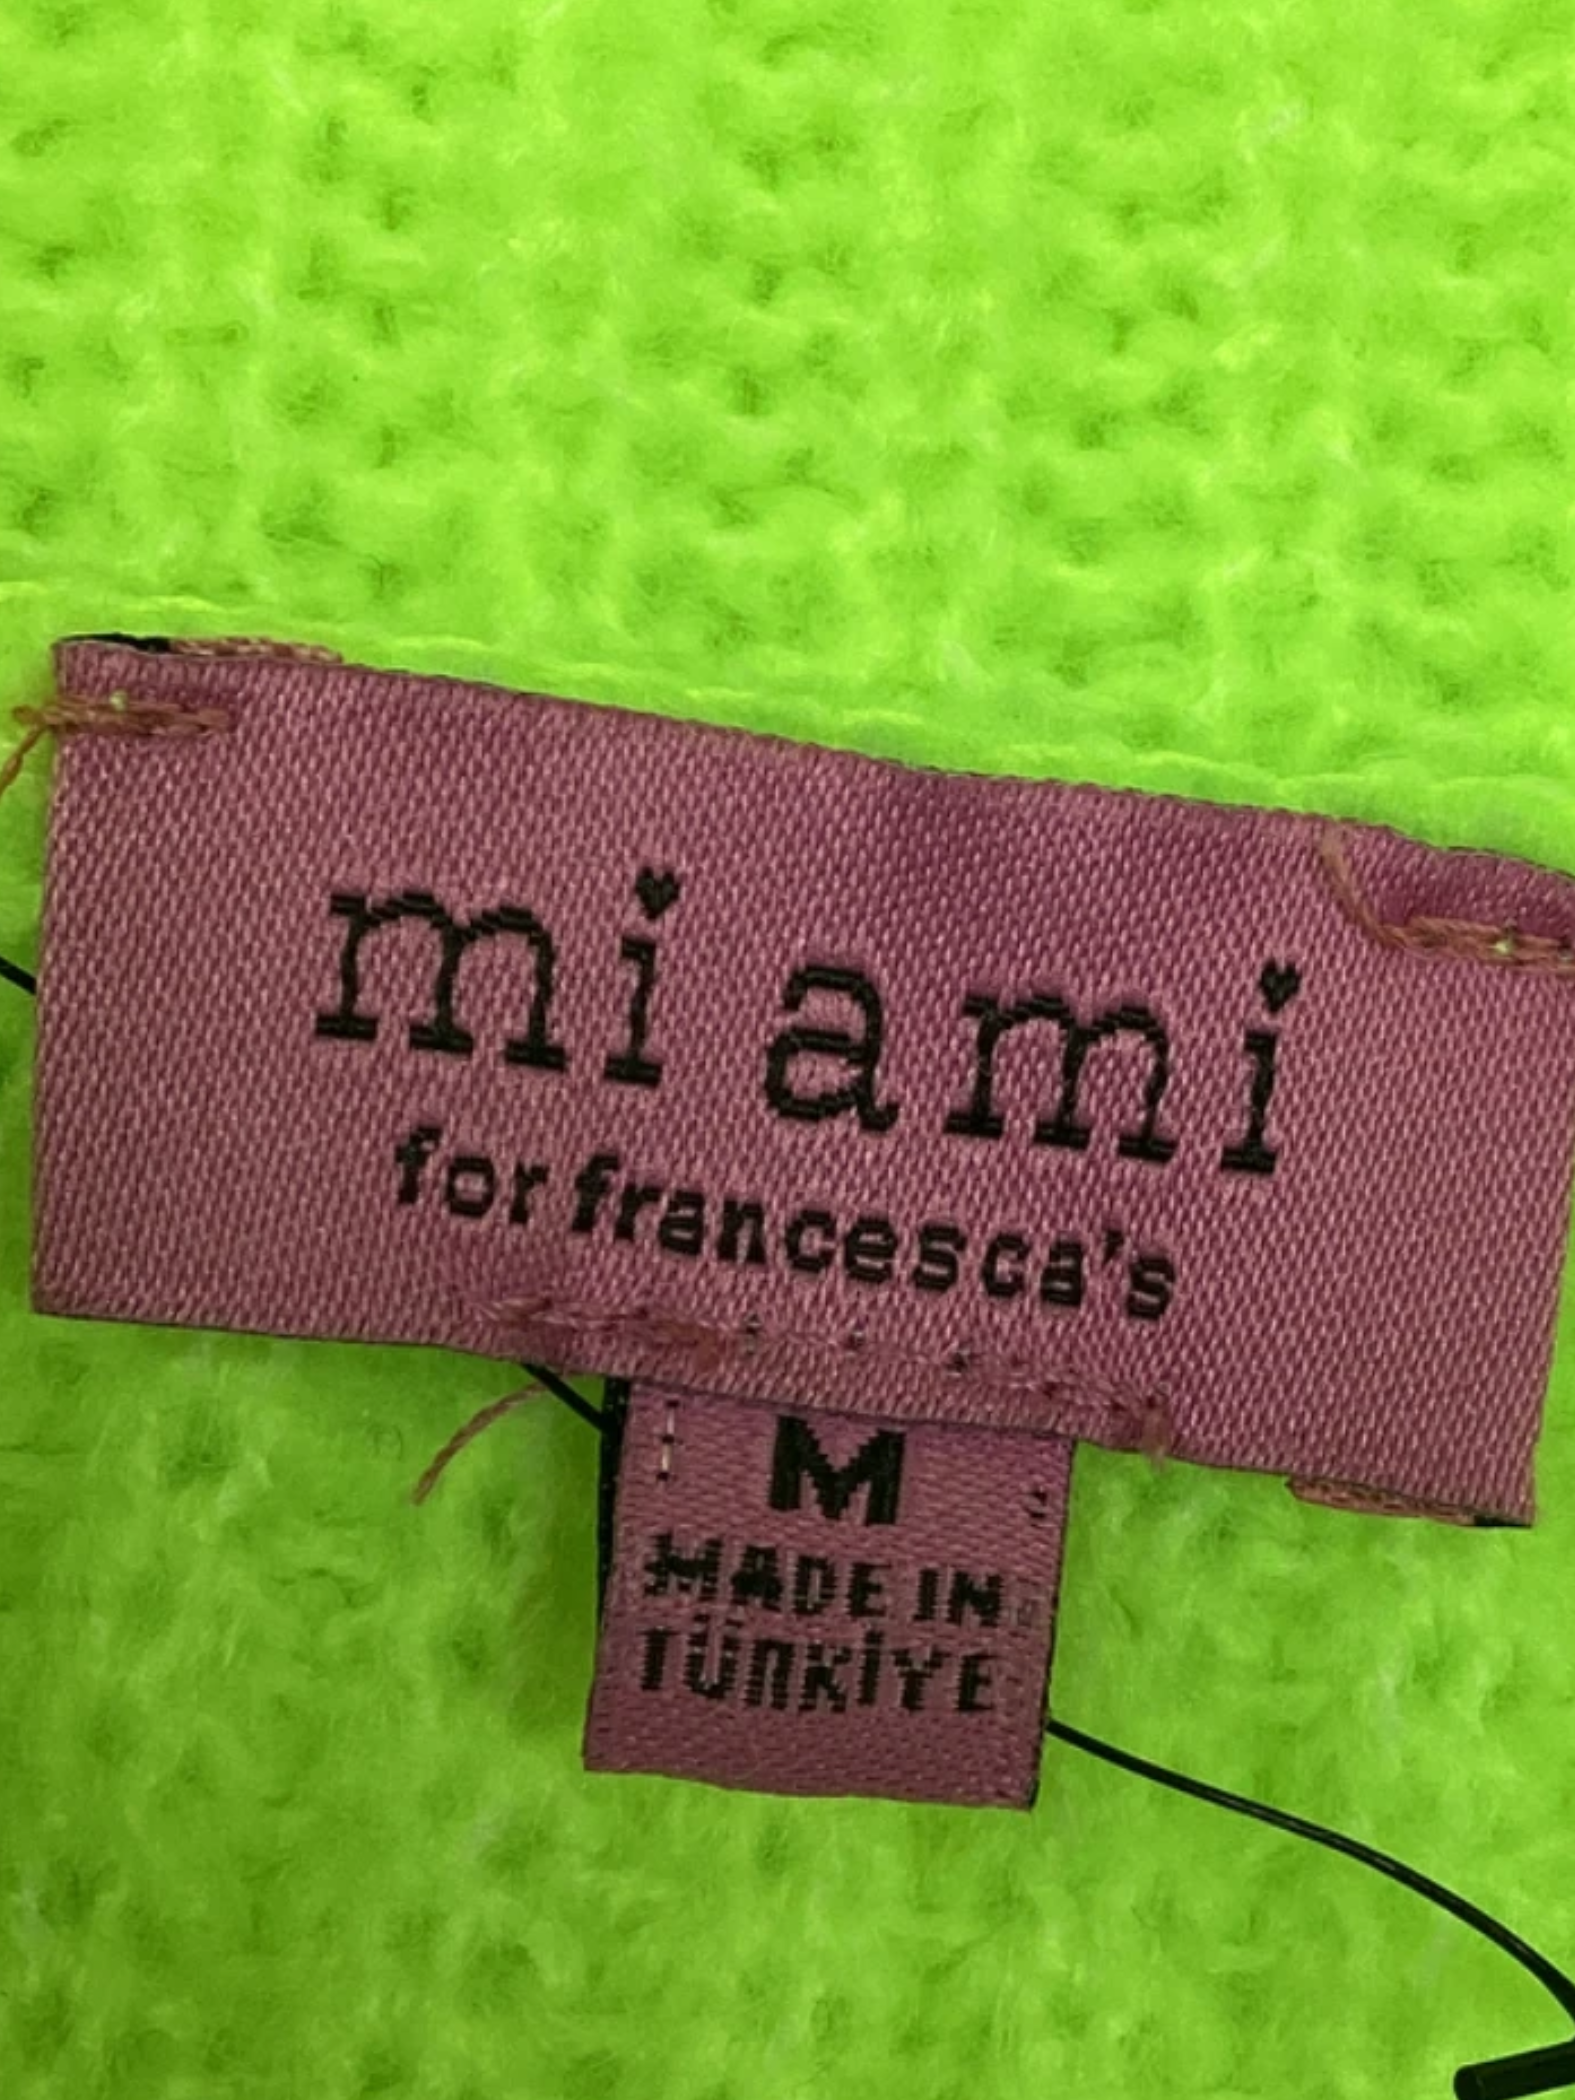 mi ami
for francesca's
M
MADE IN
TÜRKİYE